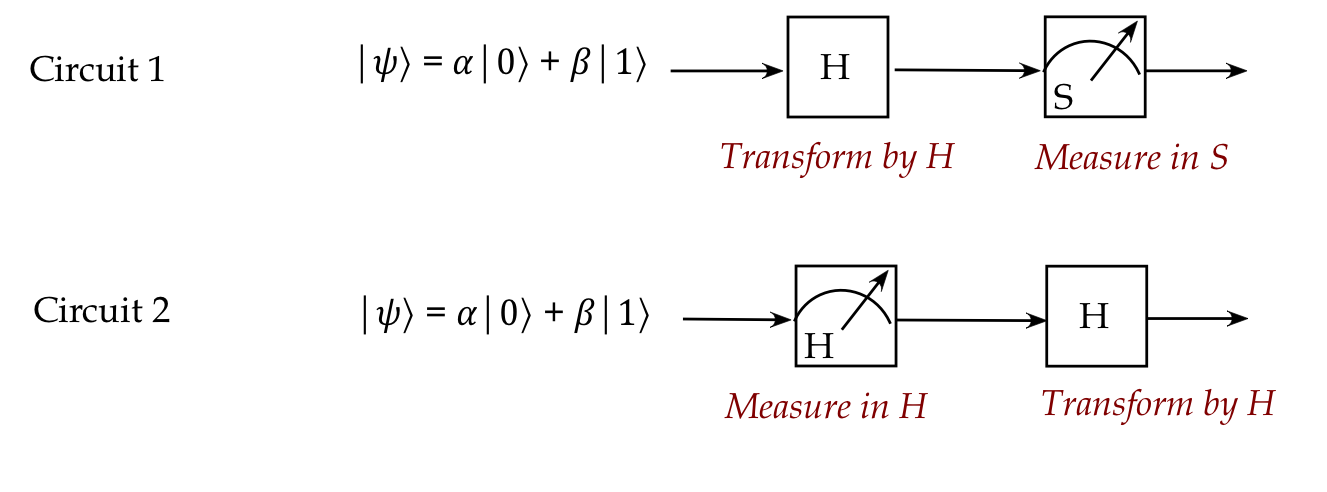 Circuit 1 |ψ⟩ = α|0⟩ + β|1⟩ H S
Transform by H Measure in S
Circuit 2 |ψ⟩ = α|0⟩ + β|1⟩ H H
Measure in H Transform by H